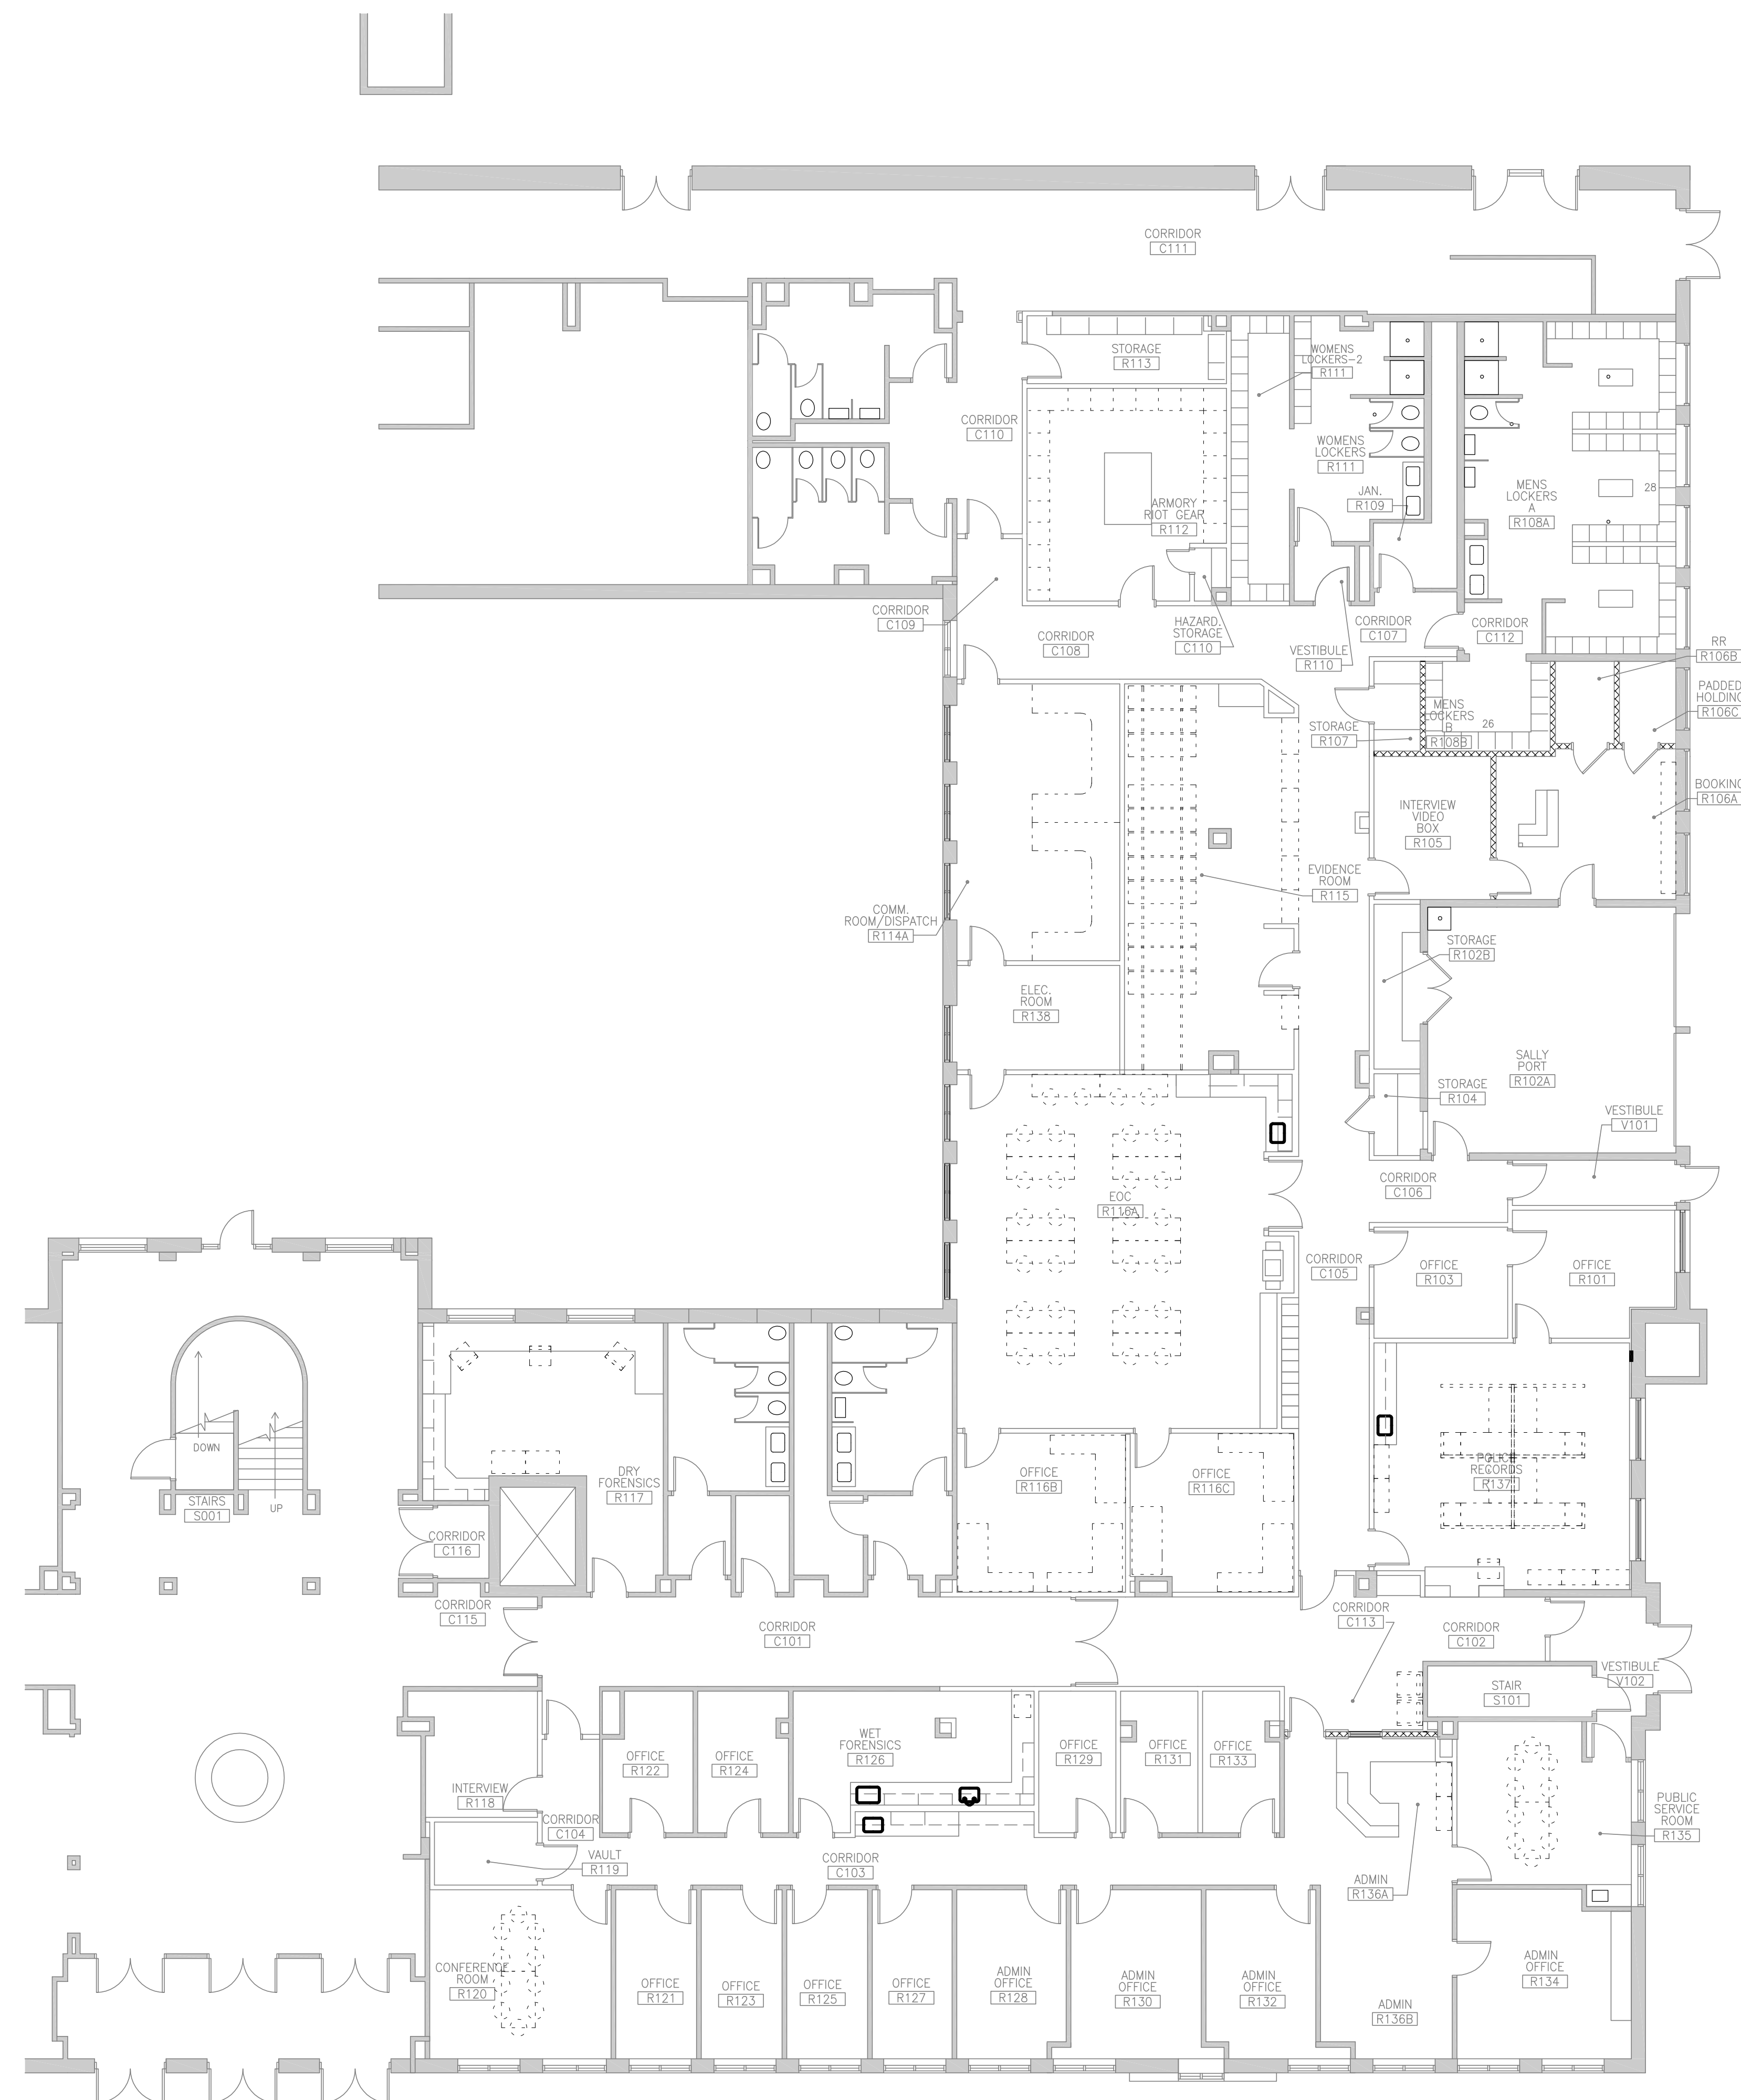 CORRIDOR
C111
STORAGE
R113
WOMENS
LOCKERS-2
R111
CORRIDOR
C110
WOMENS
LOCKERS
R111
JAN.
R109
MENS
LOCKERS
A
R108A
28
ARMORY
RIOT GEAR
R112
CORRIDOR
C109
CORRIDOR
C108
HAZARD.
STORAGE
C110
VESTIBULE
R110
CORRIDOR
C107
CORRIDOR
C112
RR
R106B
PADDED
HOLDING
R106C
STORAGE
R107
MENS
LOCKERS
B
R108B
26
BOOKING
R106A
INTERVIEW
VIDEO
BOX
R105
EVIDENCE
ROOM
R115
COMM.
ROOM/DISPATCH
R114A
STORAGE
R102B
ELEC.
ROOM
R138
SALLY
PORT
R102A
STORAGE
R104
VESTIBULE
V101
CORRIDOR
C106
EOC
R116A
CORRIDOR
C105
OFFICE
R103
OFFICE
R101
DOWN
UP
STAIRS
S001
DRY
FORENSICS
R117
OFFICE
R116B
OFFICE
R116C
POLICE
RECORDS
R137
CORRIDOR
C116
CORRIDOR
C115
CORRIDOR
C101
CORRIDOR
C113
CORRIDOR
C102
VESTIBULE
V102
STAIR
S101
INTERVIEW
R118
OFFICE
R122
OFFICE
R124
WET
FORENSICS
R126
OFFICE
R129
OFFICE
R131
OFFICE
R133
CORRIDOR
C104
VAULT
R119
CORRIDOR
C103
ADMIN
R136A
PUBLIC
SERVICE
ROOM
R135
CONFERENCE
ROOM
R120
OFFICE
R121
OFFICE
R123
OFFICE
R125
OFFICE
R127
ADMIN
OFFICE
R128
ADMIN
OFFICE
R130
ADMIN
OFFICE
R132
ADMIN
R136B
ADMIN
OFFICE
R134